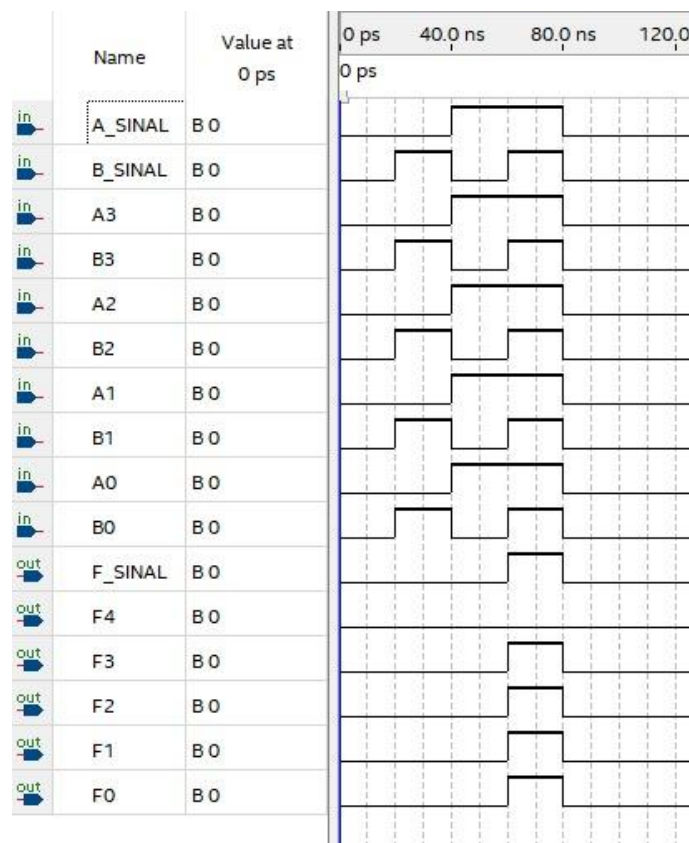 Name Value at 0 ps 0 ps 40.0 ns 80.0 ns 120.0
0 ps
in A_SINAL B 0
in B_SINAL B 0
in A3 B 0
in B3 B 0
in A2 B 0
in B2 B 0
in A1 B 0
in B1 B 0
in A0 B 0
in B0 B 0
out F_SINAL B 0
out F4 B 0
out F3 B 0
out F2 B 0
out F1 B 0
out F0 B 0